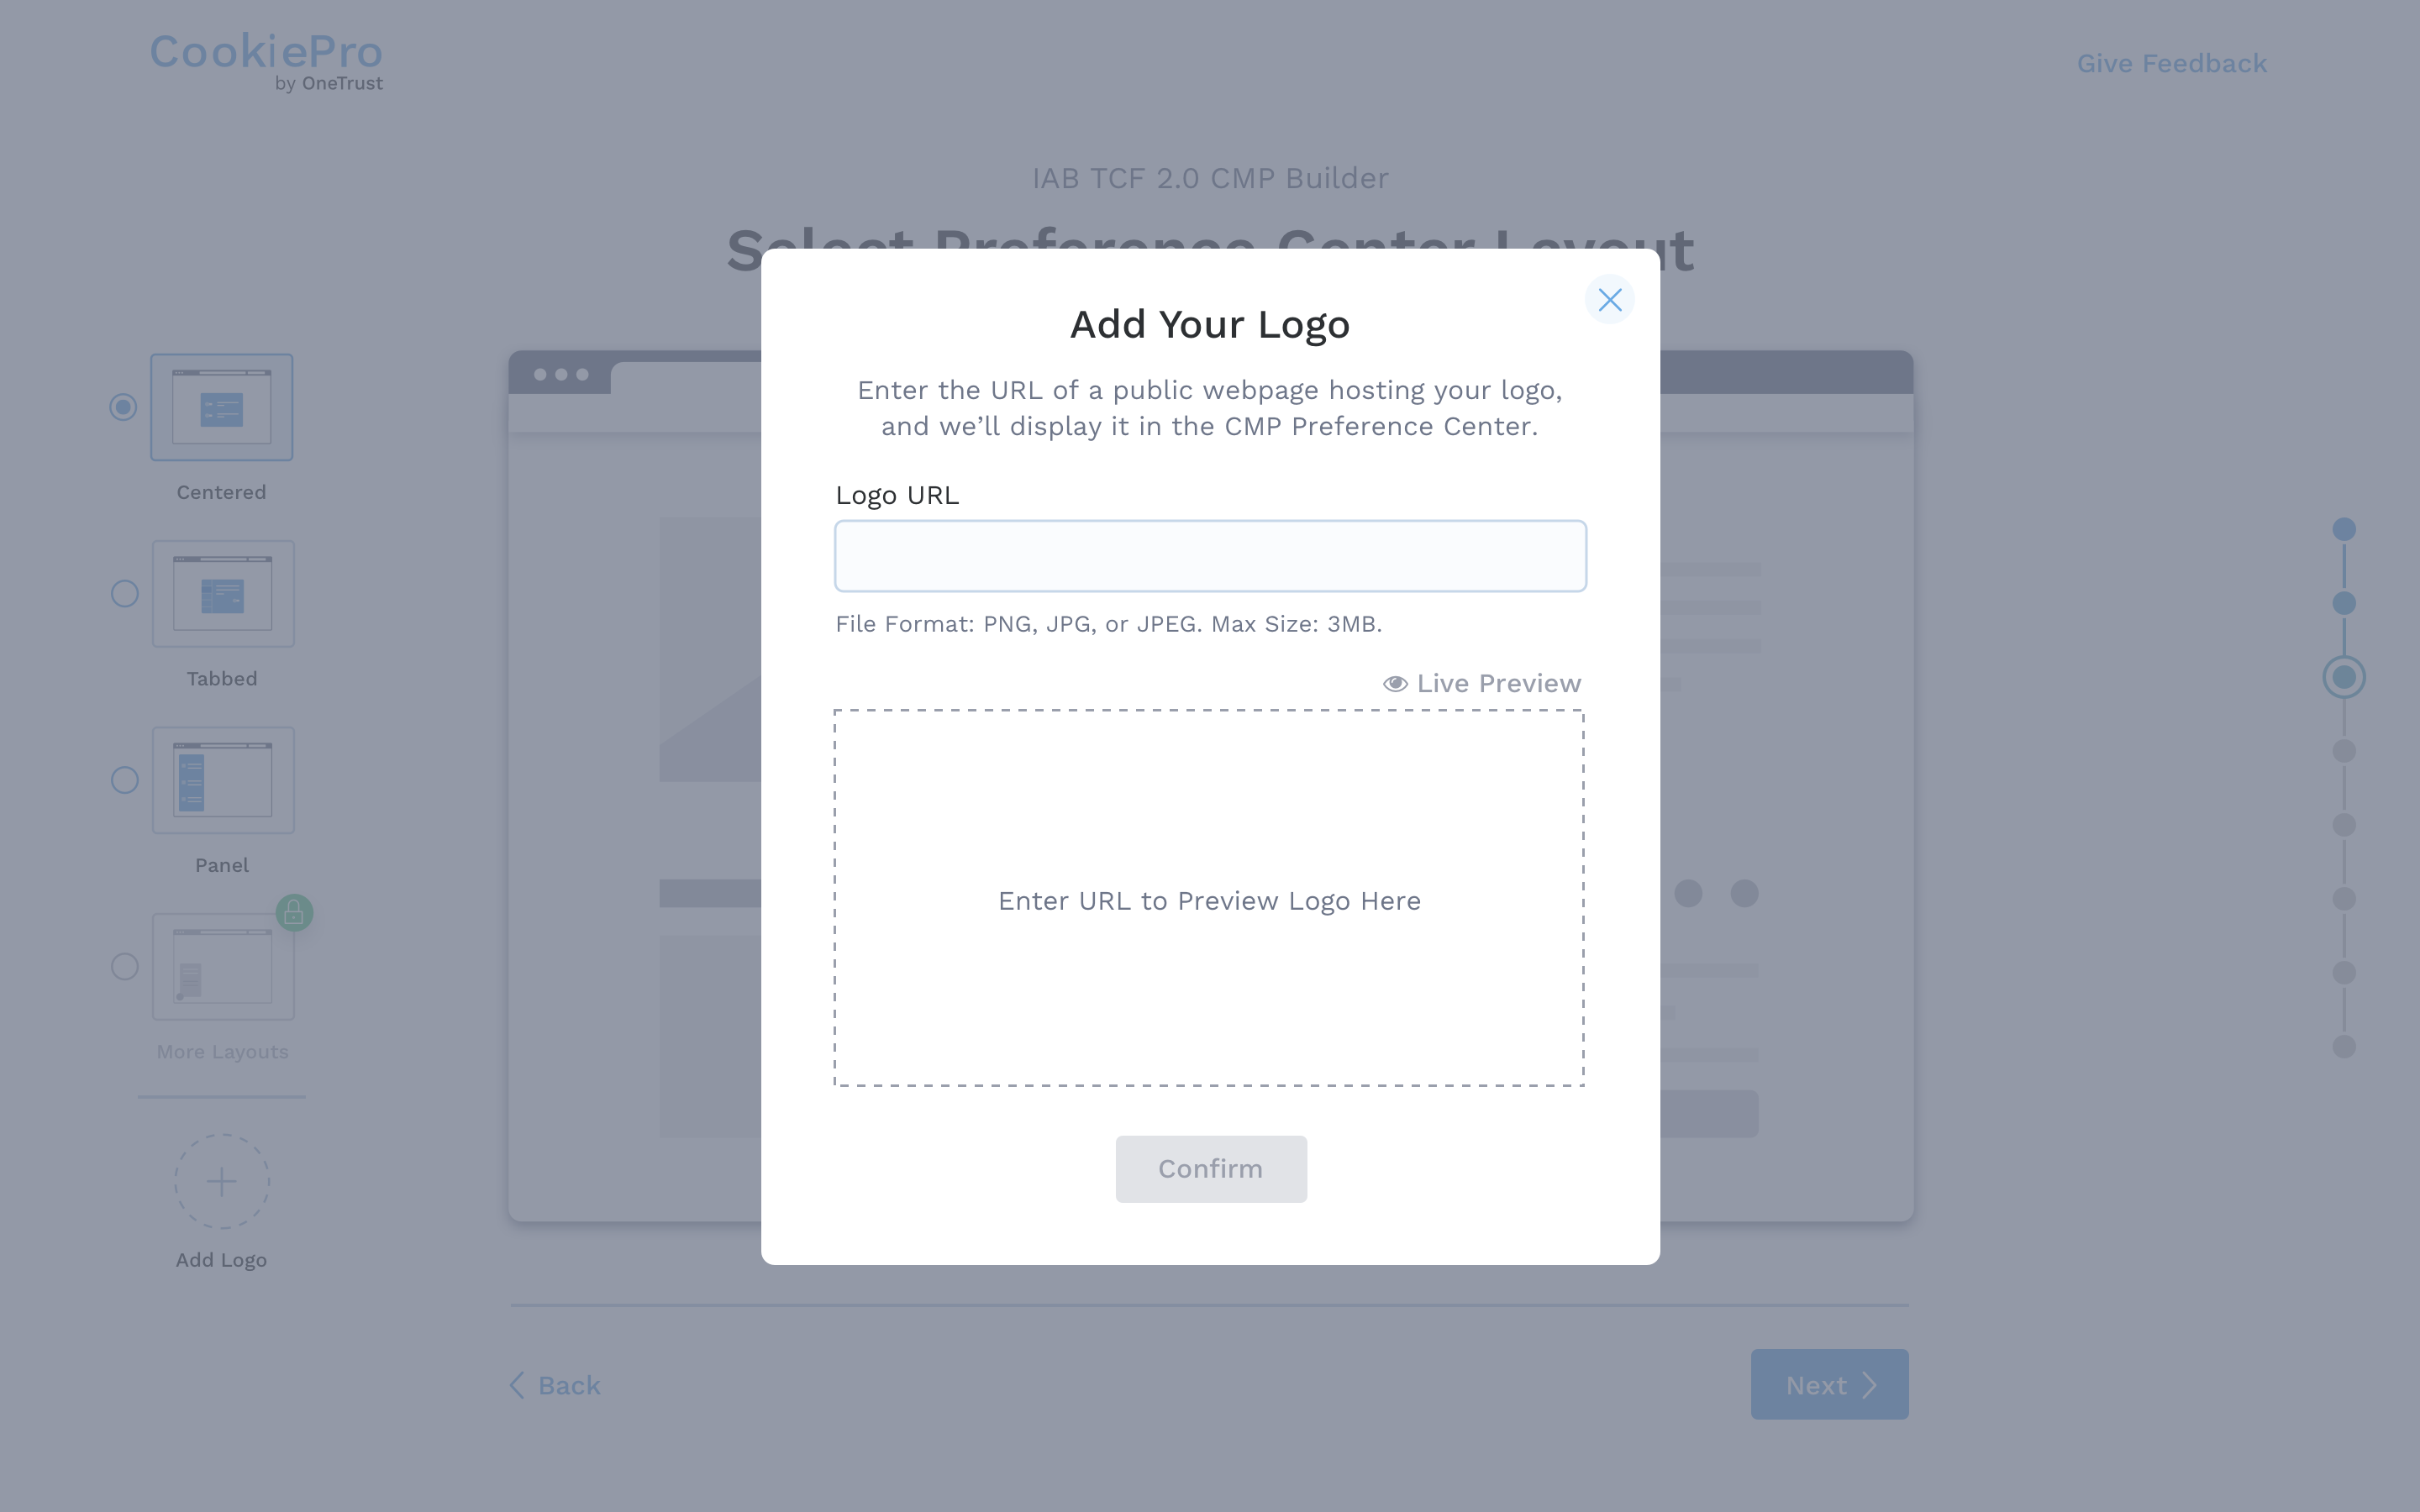 CookiePro
by OneTrust
Give Feedback
IAB TCF 2.0 CMP Builder
Select Preference Center Layout
Centered
Tabbed
Panel
More Layouts
Add Logo
Add Your Logo
Enter the URL of a public webpage hosting your logo,
and we’ll display it in the CMP Preference Center.
Logo URL
File Format: PNG, JPG, or JPEG. Max Size: 3MB.
Live Preview
Enter URL to Preview Logo Here
Confirm
Back
Next